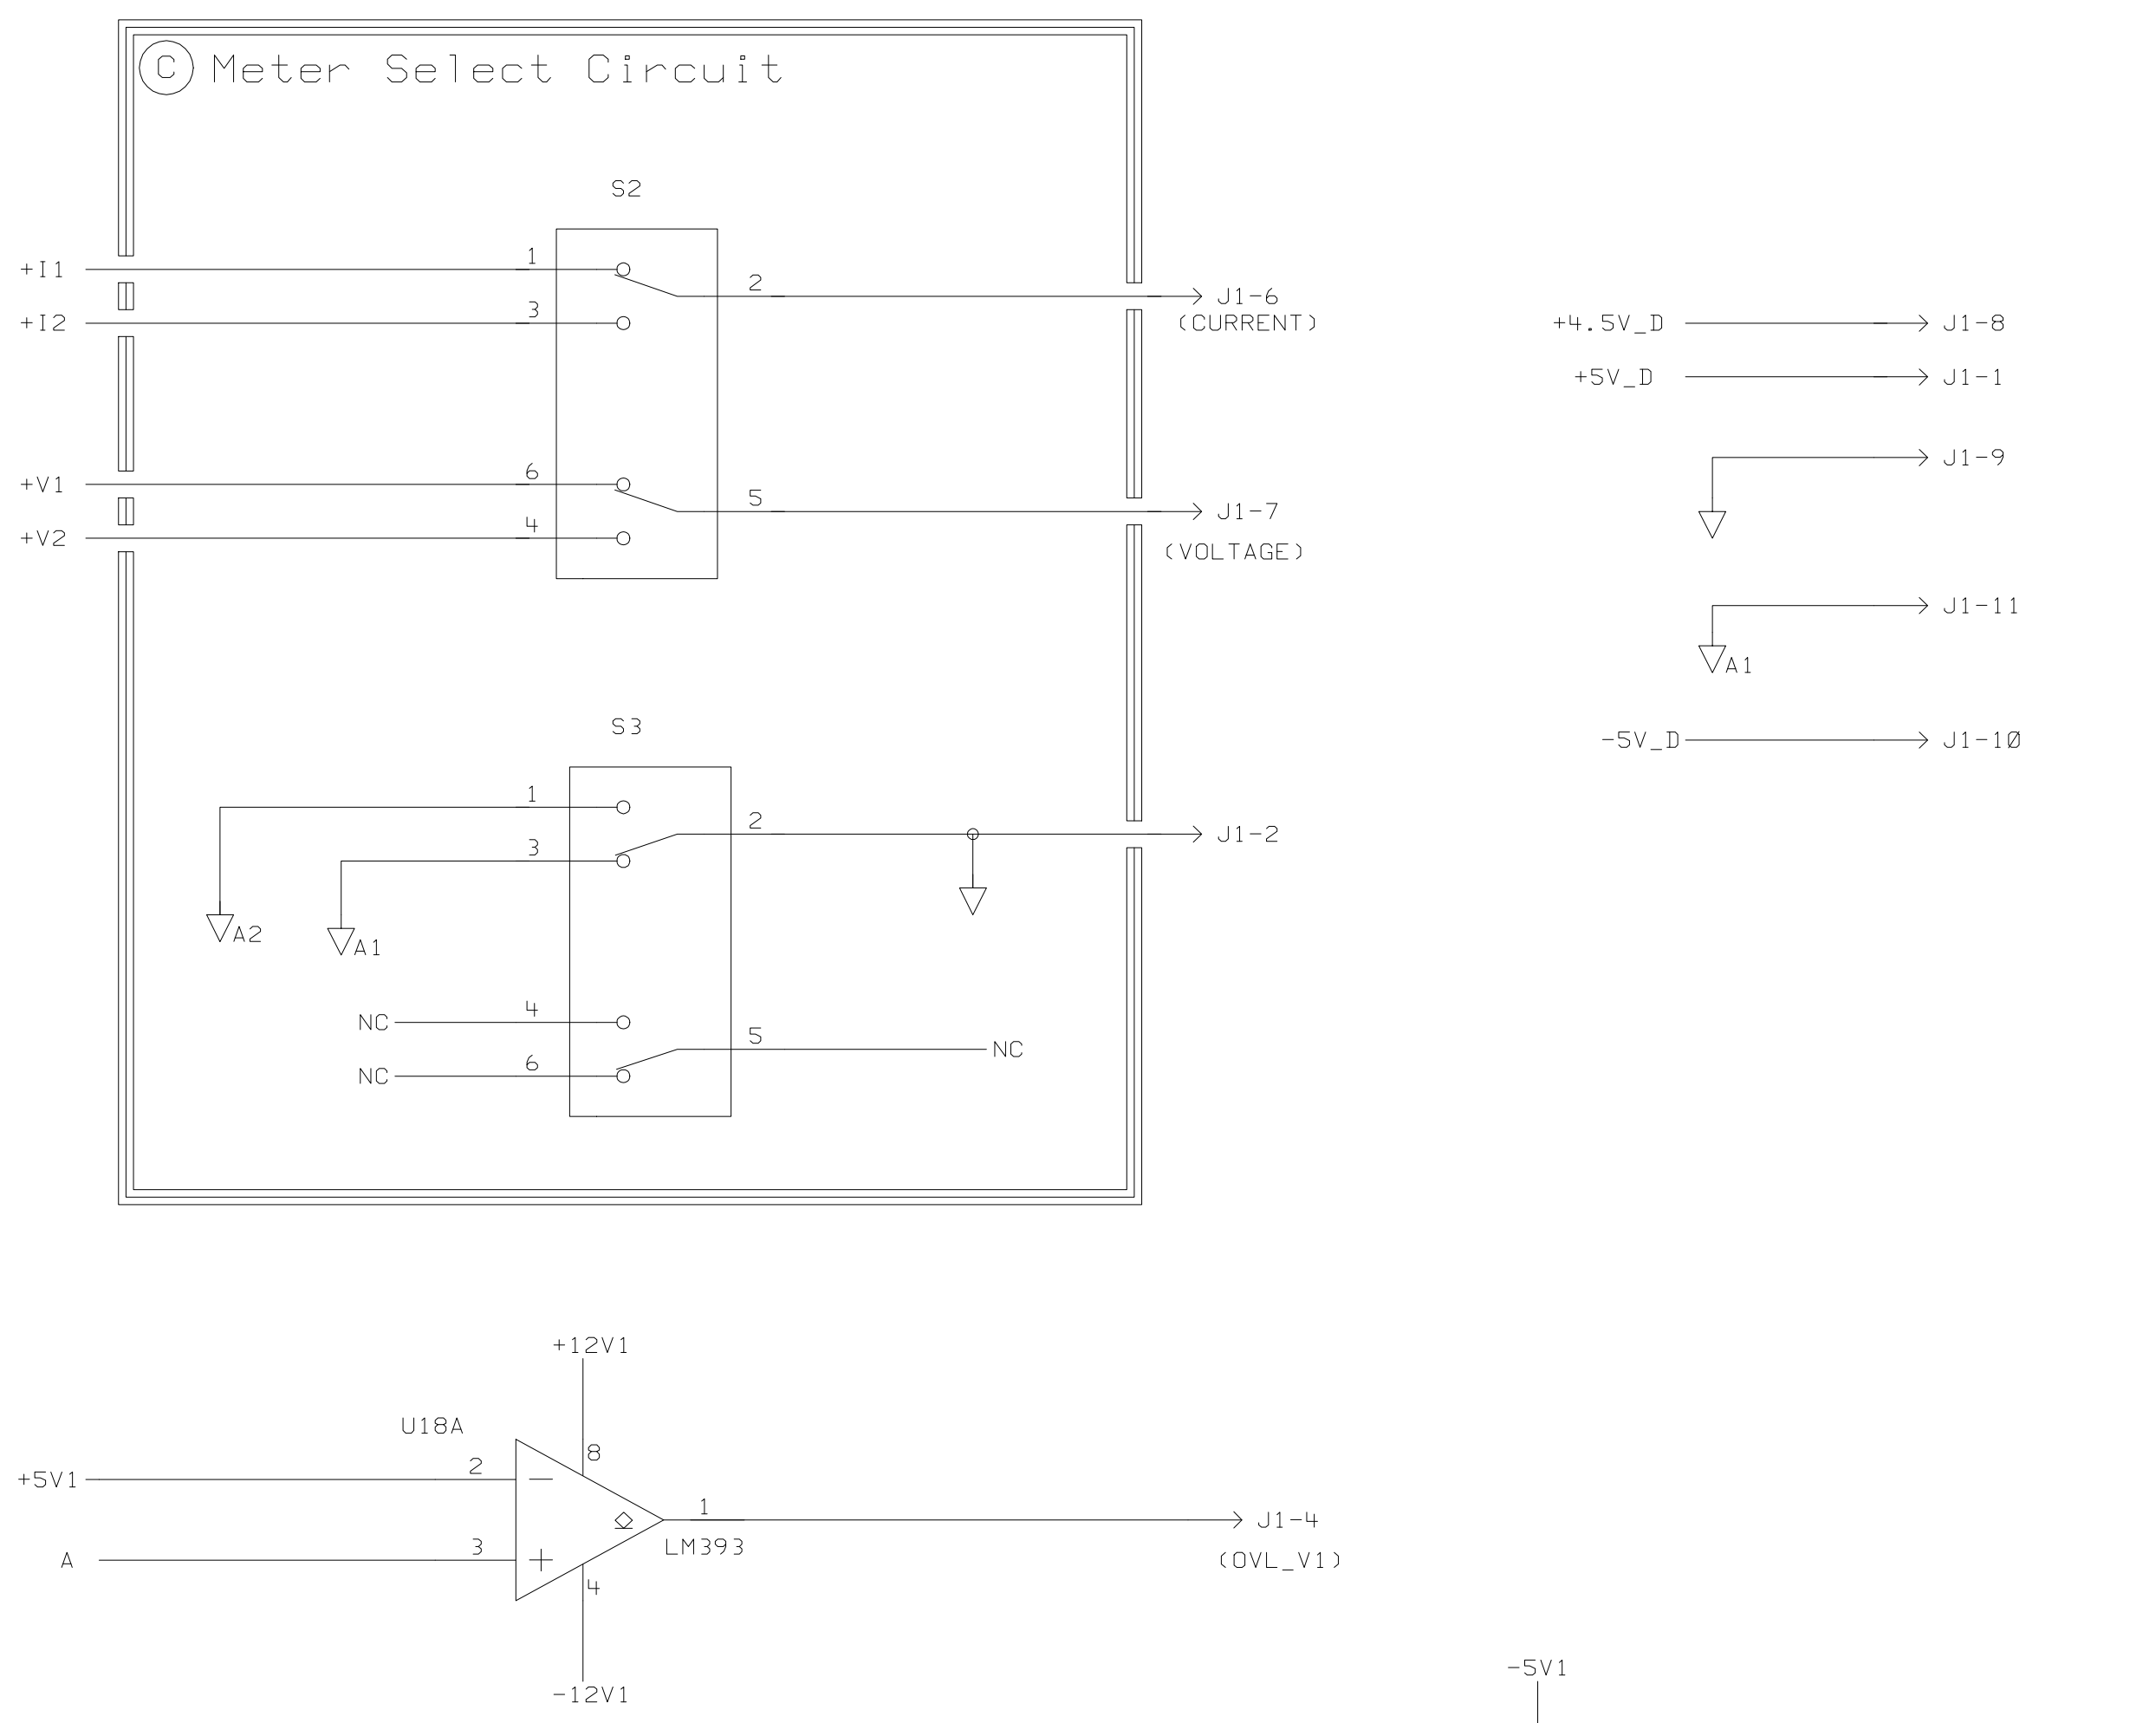 © Meter Select Circuit
S2
+I1
1
2
J1-6
(CURRENT)
+I2
3
+V1
6
5
J1-7
(VOLTAGE)
+V2
4
+4.5V_D
J1-8
+5V_D
J1-1
J1-9
J1-11
A1
-5V_D
J1-10
S3
1
2
J1-2
3
A2
A1
NC
4
5
NC
NC
6
+12V1
U18A
8
+5V1
2
1
J1-4
LM393
(OVL_V1)
A
3
4
-12V1
-5V1